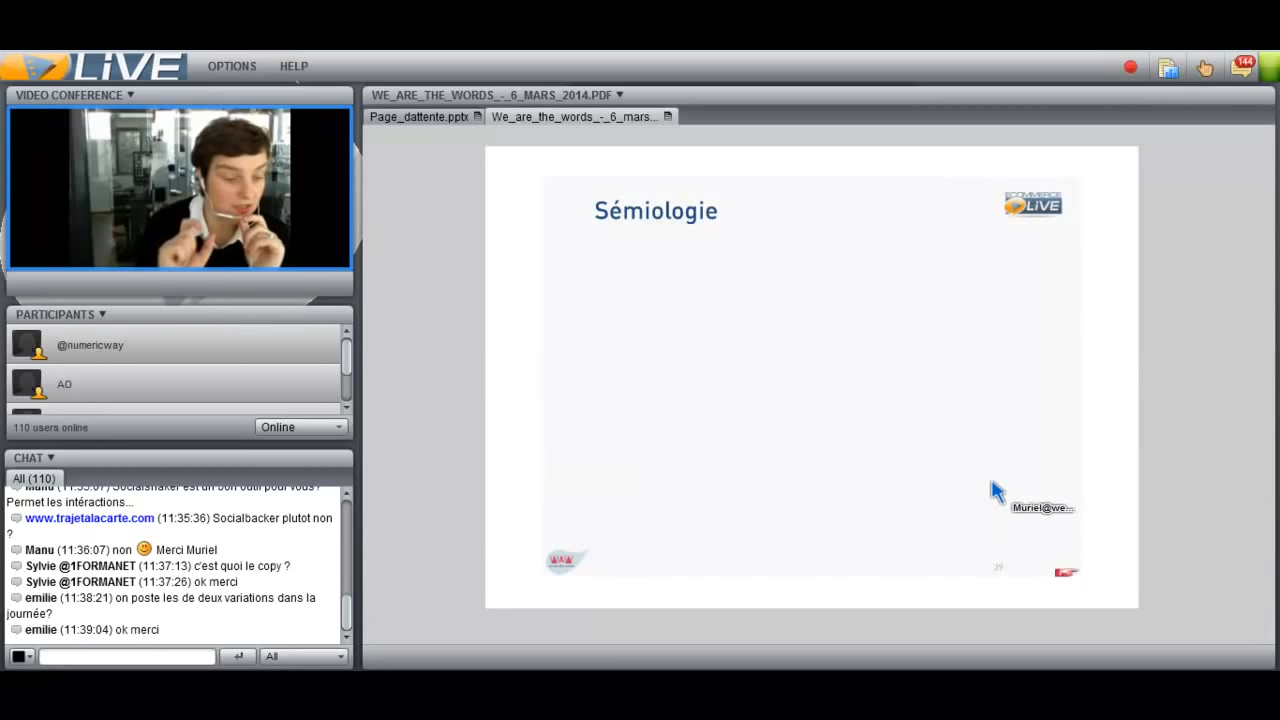 LIVE
OPTIONS
HELP
144
VIDEO CONFERENCE
WE_ARE_THE_WORDS_-_6_MARS_2014.PDF
Page_dattente.pptx
We_are_the_words_-_6_mars...
Sémiologie
ECOMMERCE
LIVE
PARTICIPANTS
@numericway
AO
110 users online
Online
CHAT
All (110)
Permet les intéractions...
www.trajetalacarte.com (11:35:36) Socialbacker plutot non
?
Manu (11:36:07) non Merci Muriel
Sylvie @1FORMANET (11:37:13) c'est quoi le copy ?
Sylvie @1FORMANET (11:37:26) ok merci
emilie (11:38:21) on poste les de deux variations dans la
journée?
emilie (11:39:04) ok merci
All
Muriel@we...
WAW
39